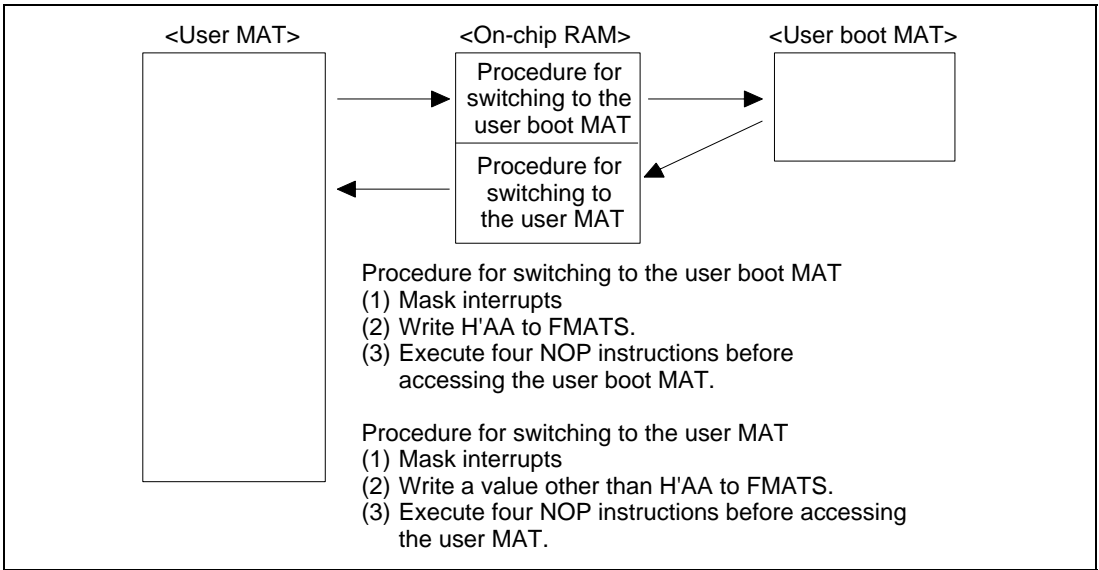 <User MAT>
<On-chip RAM>
<User boot MAT>
Procedure for
switching to the
user boot MAT
Procedure for
switching to
the user MAT
Procedure for switching to the user boot MAT
(1) Mask interrupts
(2) Write H'AA to FMATS.
(3) Execute four NOP instructions before
accessing the user boot MAT.
Procedure for switching to the user MAT
(1) Mask interrupts
(2) Write a value other than H'AA to FMATS.
(3) Execute four NOP instructions before accessing
the user MAT.